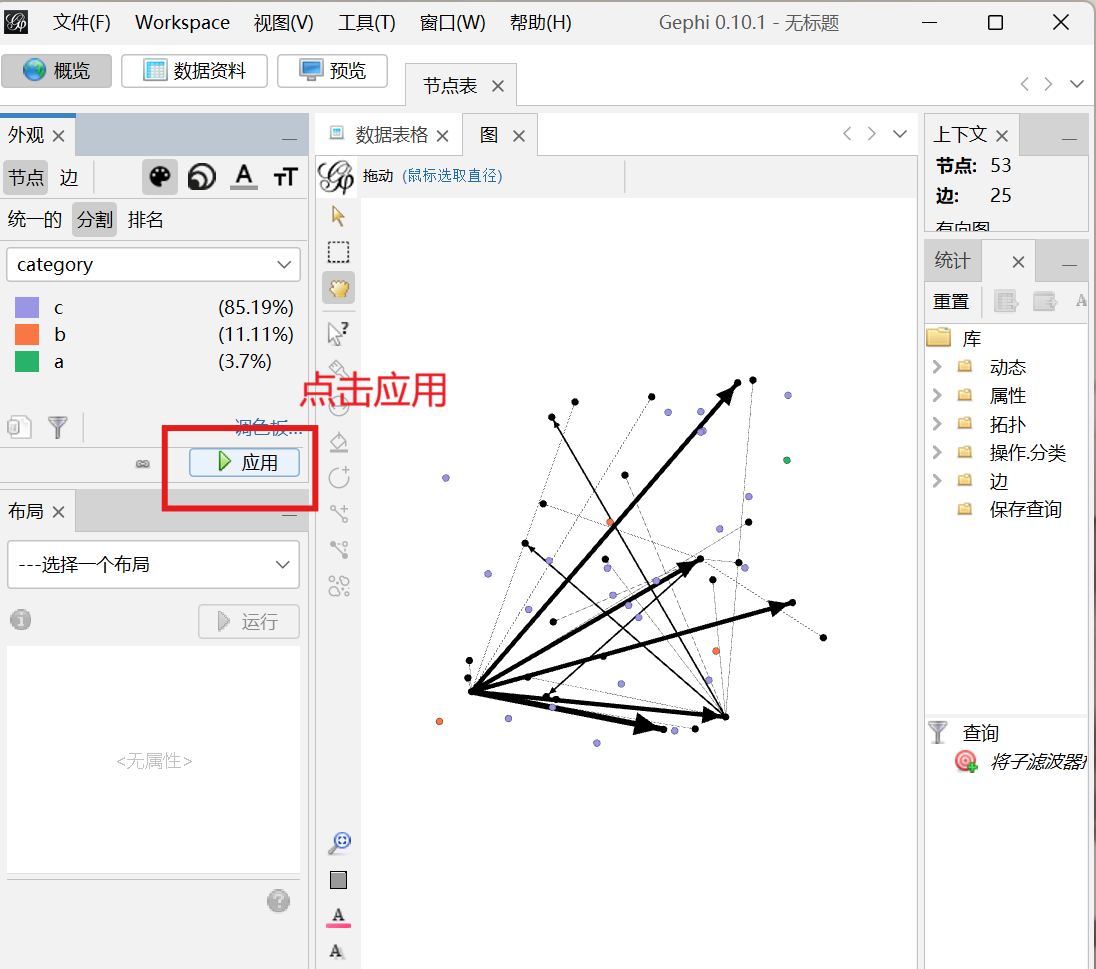 文件(F) Workspace 视图(V) 工具(T) 窗口(W) 帮助(H) Gephi 0.10.1 - 无标题
概览 数据资料 预览 节点表
外观 数据表格 图 上下文
节点 边 A TT 拖动 (鼠标选取直径) 节点: 53
边: 25
统一的 分割 排名 有向图
category 统计
c (85.19%) 重置
b (11.11%) 库
a (3.7%) 动态
属性
点击应用
拓扑
调色板...
应用 操作.分类
边
布局 保存查询
---选择一个布局
运行
查询
<无属性> 将子滤波器
A
A